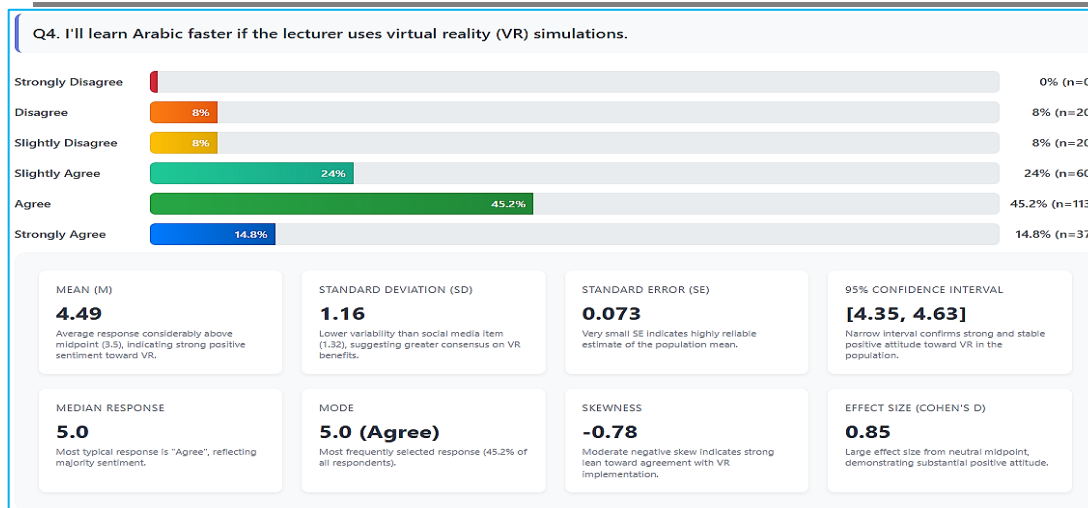 Q4. I'll learn Arabic faster if the lecturer uses virtual reality (VR) simulations.
Strongly Disagree 0% (n=0
Disagree 8% 8% (n=20
Slightly Disagree 8% 8% (n=20
Slightly Agree 24% 24% (n=60
Agree 45.2% 45.2% (n=113
Strongly Agree 14.8% 14.8% (n=37
MEAN (M)
4.49
Average response considerably above
midpoint (3.5), indicating strong positive
sentiment toward VR.
STANDARD DEVIATION (SD)
1.16
Lower variability than social media item
(1.32), suggesting greater consensus on VR
benefits.
STANDARD ERROR (SE)
0.073
Very small SE indicates highly reliable
estimate of the population mean.
95% CONFIDENCE INTERVAL
[4.35, 4.63]
Narrow interval confirms strong and stable
positive attitude toward VR in the
population.
MEDIAN RESPONSE
5.0
Most typical response is "Agree", reflecting
majority sentiment.
MODE
5.0 (Agree)
Most frequently selected response (45.2% of
all respondents).
SKEWNESS
-0.78
Moderate negative skew indicates strong
lean toward agreement with VR
implementation.
EFFECT SIZE (COHEN'S D)
0.85
Large effect size from neutral midpoint,
demonstrating substantial positive attitude.